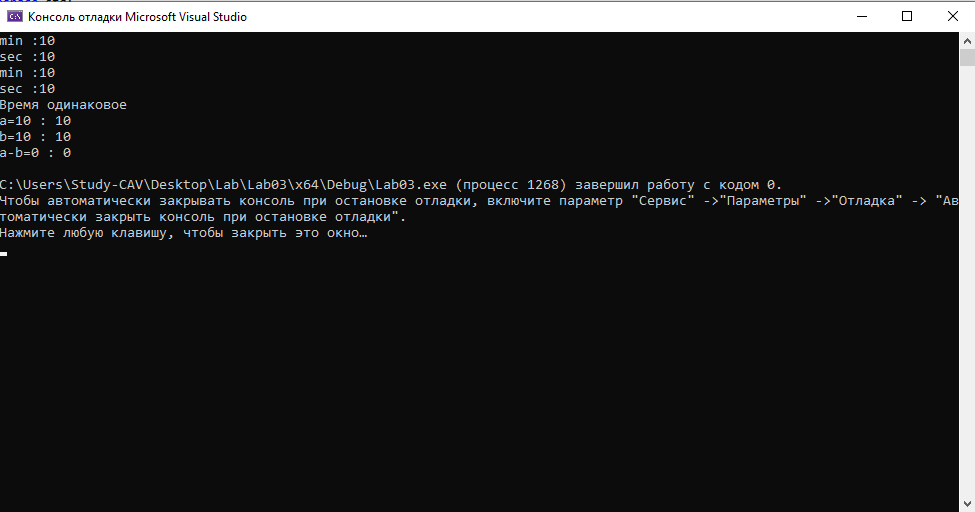 Консоль отладки Microsoft Visual Studio
min :10
sec :10
min :10
sec :10
Время одинаковое
a=10 : 10
b=10 : 10
a-b=0 : 0
C:\Users\Study-CAV\Desktop\Lab\Lab03\x64\Debug\Lab03.exe (процесс 1268) завершил работу с кодом 0.
Чтобы автоматически закрывать консоль при остановке отладки, включите параметр "Сервис" ->"Параметры" ->"Отладка" -> "Ав
томатически закрыть консоль при остановке отладки".
Нажмите любую клавишу, чтобы закрыть это окно…